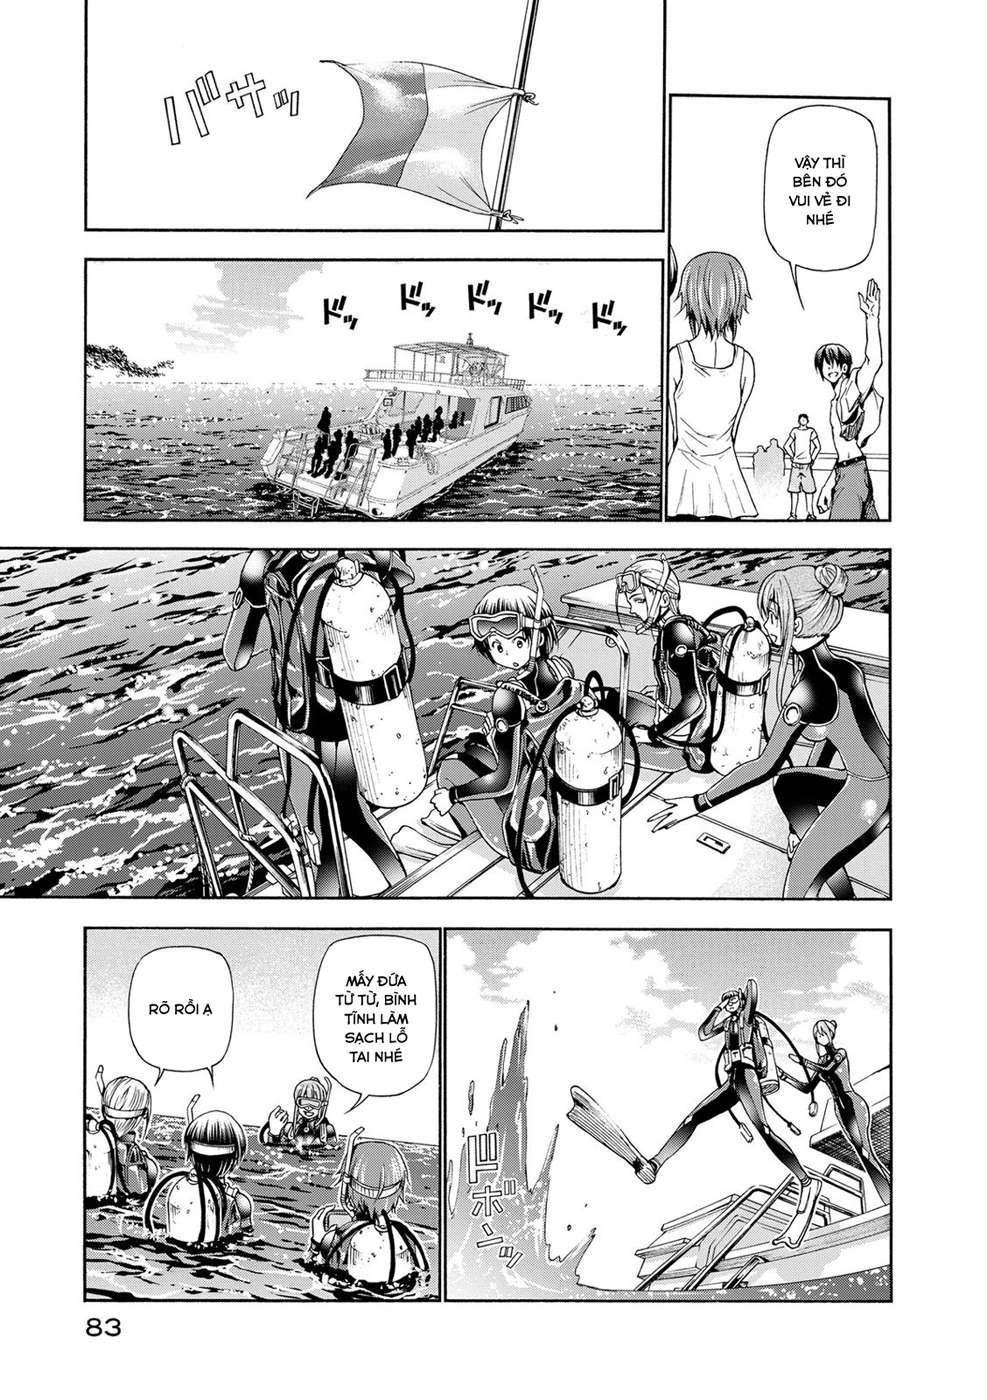 VẬY THÌ
BÊN ĐÓ
VUI VẺ ĐI
NHÉ
バサッ
ドッ
ドッ
ドッ
ドッ
ドッ
MẤY ĐỨA
TỪ TỪ, BÌNH
TĨNH LÀM
SẠCH LỖ
TAI NHÉ
RÕ RỒI Ạ
ドボンッ
83